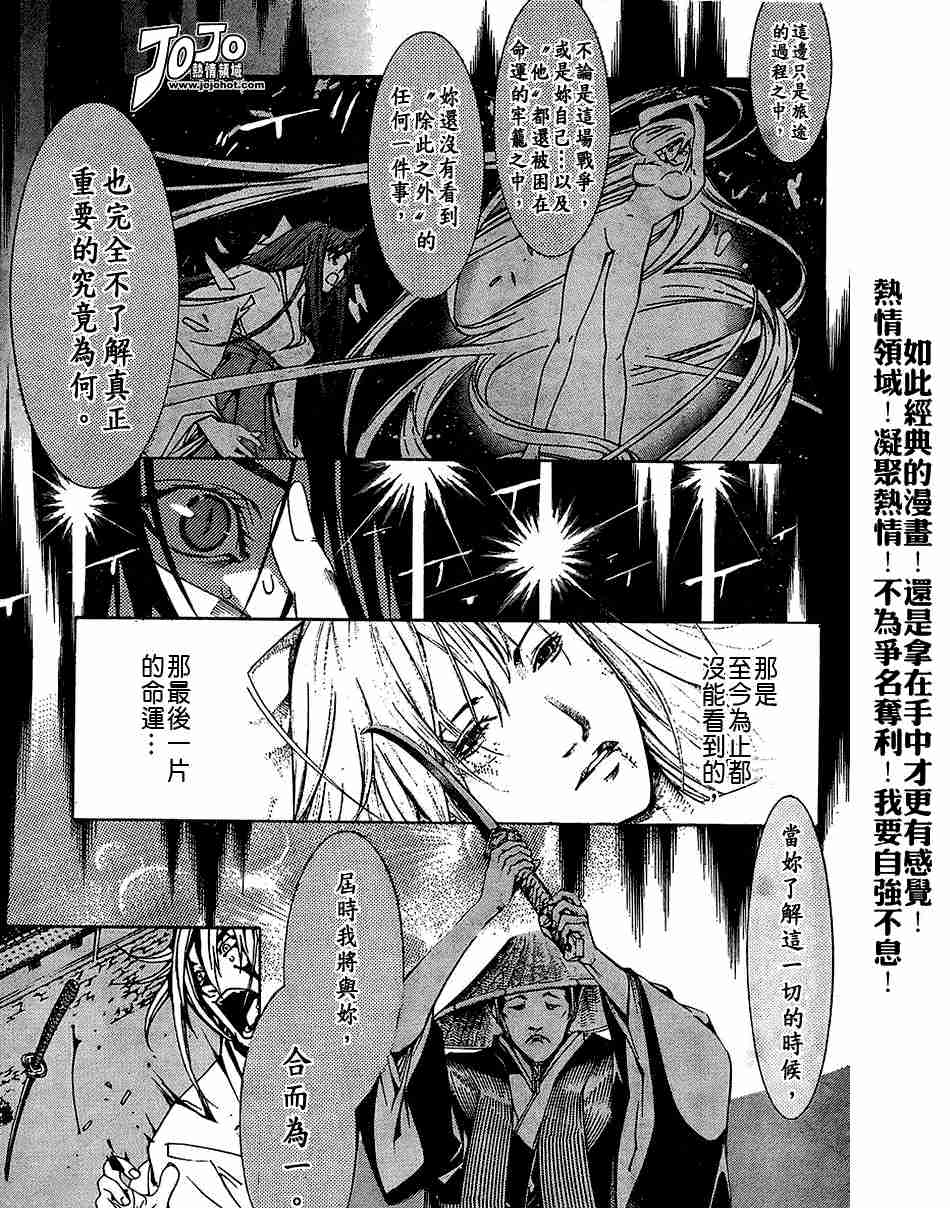 這邊只是旅途
的過程之中，
不論是這場戰爭，
或是妳自己…以及
〝他〞都還被困在
命運的牢籠之中，
妳還沒有看到
〝除此之外〞的
任何一件事，
也完全不了解真正
重要的究竟為何。
JOJO
熱情領域
www.jojohot.com
那是
至今為止都
沒能看到的，
那最後一片
的命運…
當妳了解這一切的時候，
屆時我將與妳，
合而為一。
如此經典的漫畫！還是拿在手中才更有感覺！
熱情領域！凝聚熱情！不為爭名奪利！我要自強不息！